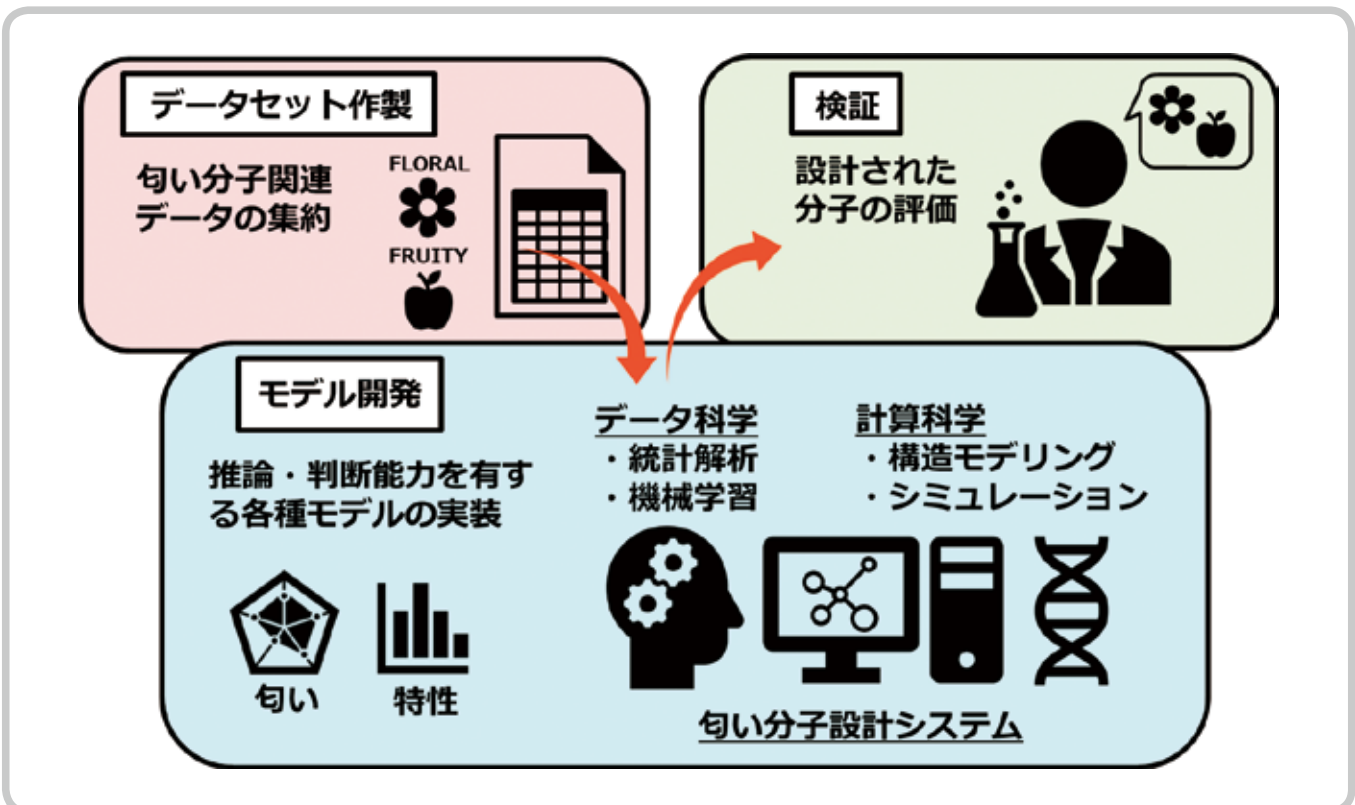 データセット作製
匂い分子関連
データの集約
FLORAL
FRUITY
検証
設計された
分子の評価
モデル開発
推論・判断能力を有す
る各種モデルの実装
匂い
特性
データ科学
・統計解析
・機械学習
計算科学
・構造モデリング
・シミュレーション
匂い分子設計システム